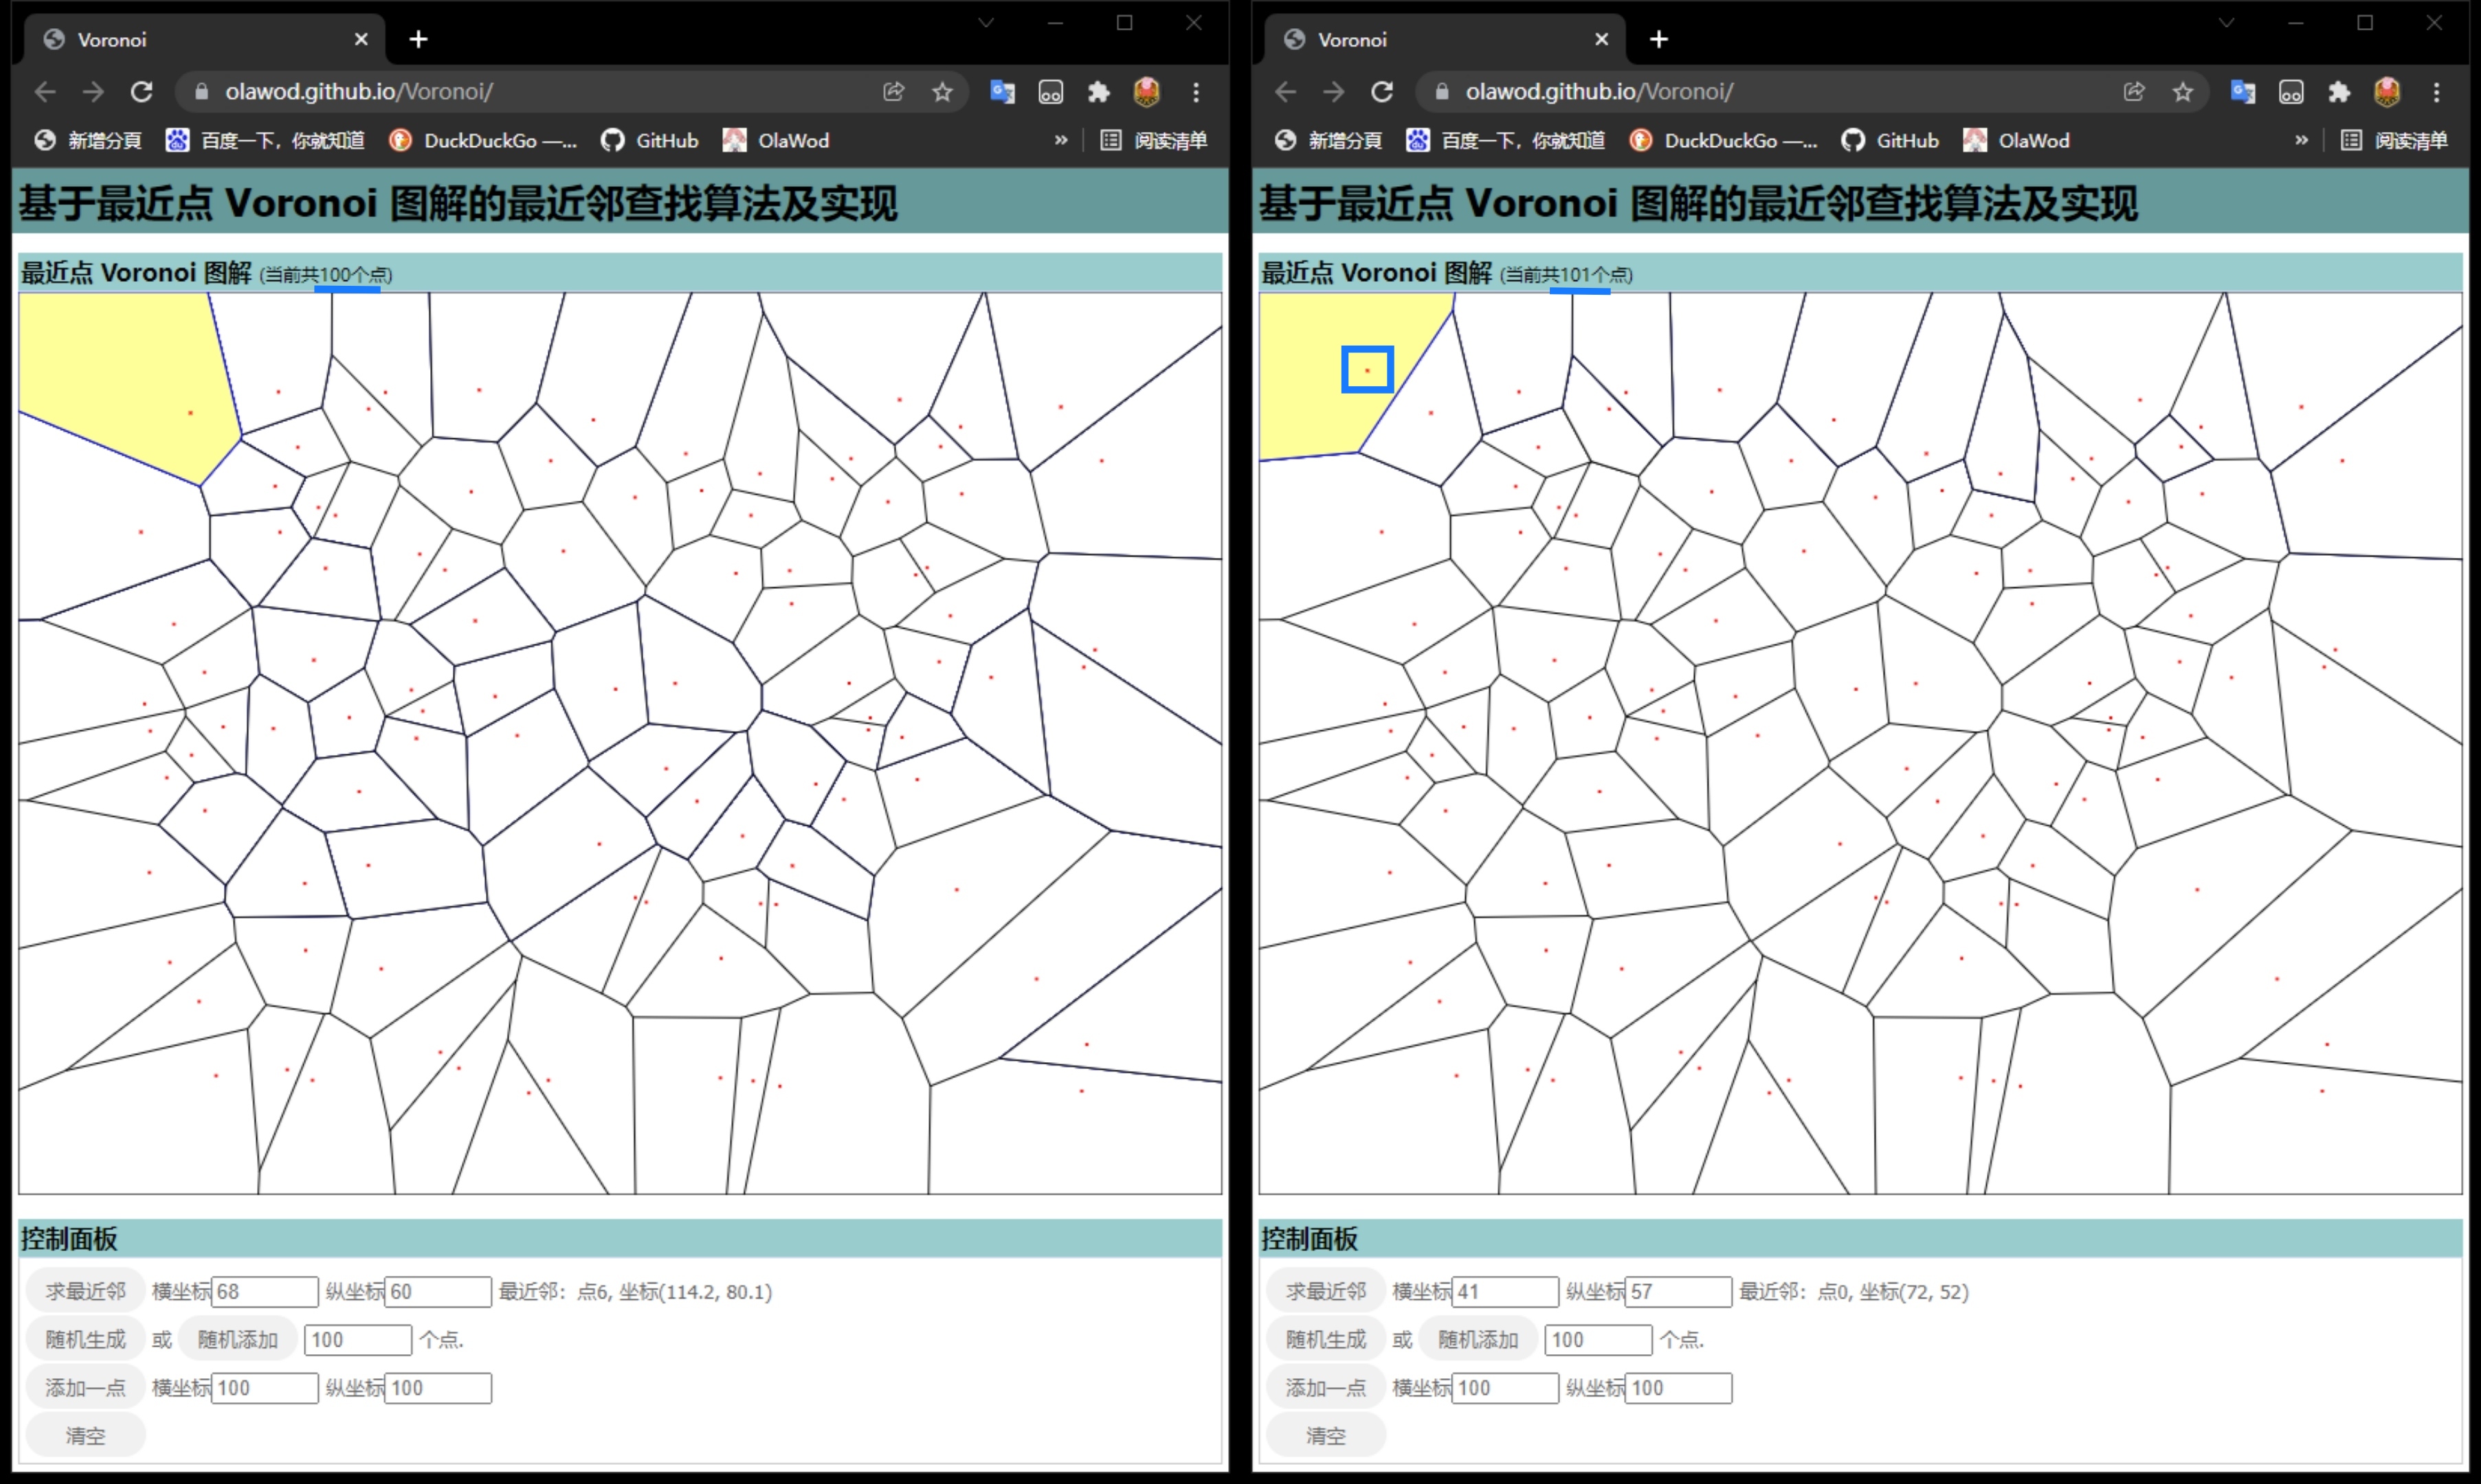 Voronoi
olawod.github.io/Voronoi/
新增分頁 百度一下，你就知道 DuckDuckGo —... GitHub OlaWod » 阅读清单
基于最近点 Voronoi 图解的最近邻查找算法及实现
最近点 Voronoi 图解 (当前共100个点)
控制面板
求最近邻 横坐标 68 纵坐标 60 最近邻：点6, 坐标(114.2, 80.1)
随机生成 或 随机添加 100 个点.
添加一点 横坐标 100 纵坐标 100
清空
Voronoi
olawod.github.io/Voronoi/
新增分頁 百度一下，你就知道 DuckDuckGo —... GitHub OlaWod » 阅读清单
基于最近点 Voronoi 图解的最近邻查找算法及实现
最近点 Voronoi 图解 (当前共101个点)
控制面板
求最近邻 横坐标 41 纵坐标 57 最近邻：点0, 坐标(72, 52)
随机生成 或 随机添加 100 个点.
添加一点 横坐标 100 纵坐标 100
清空